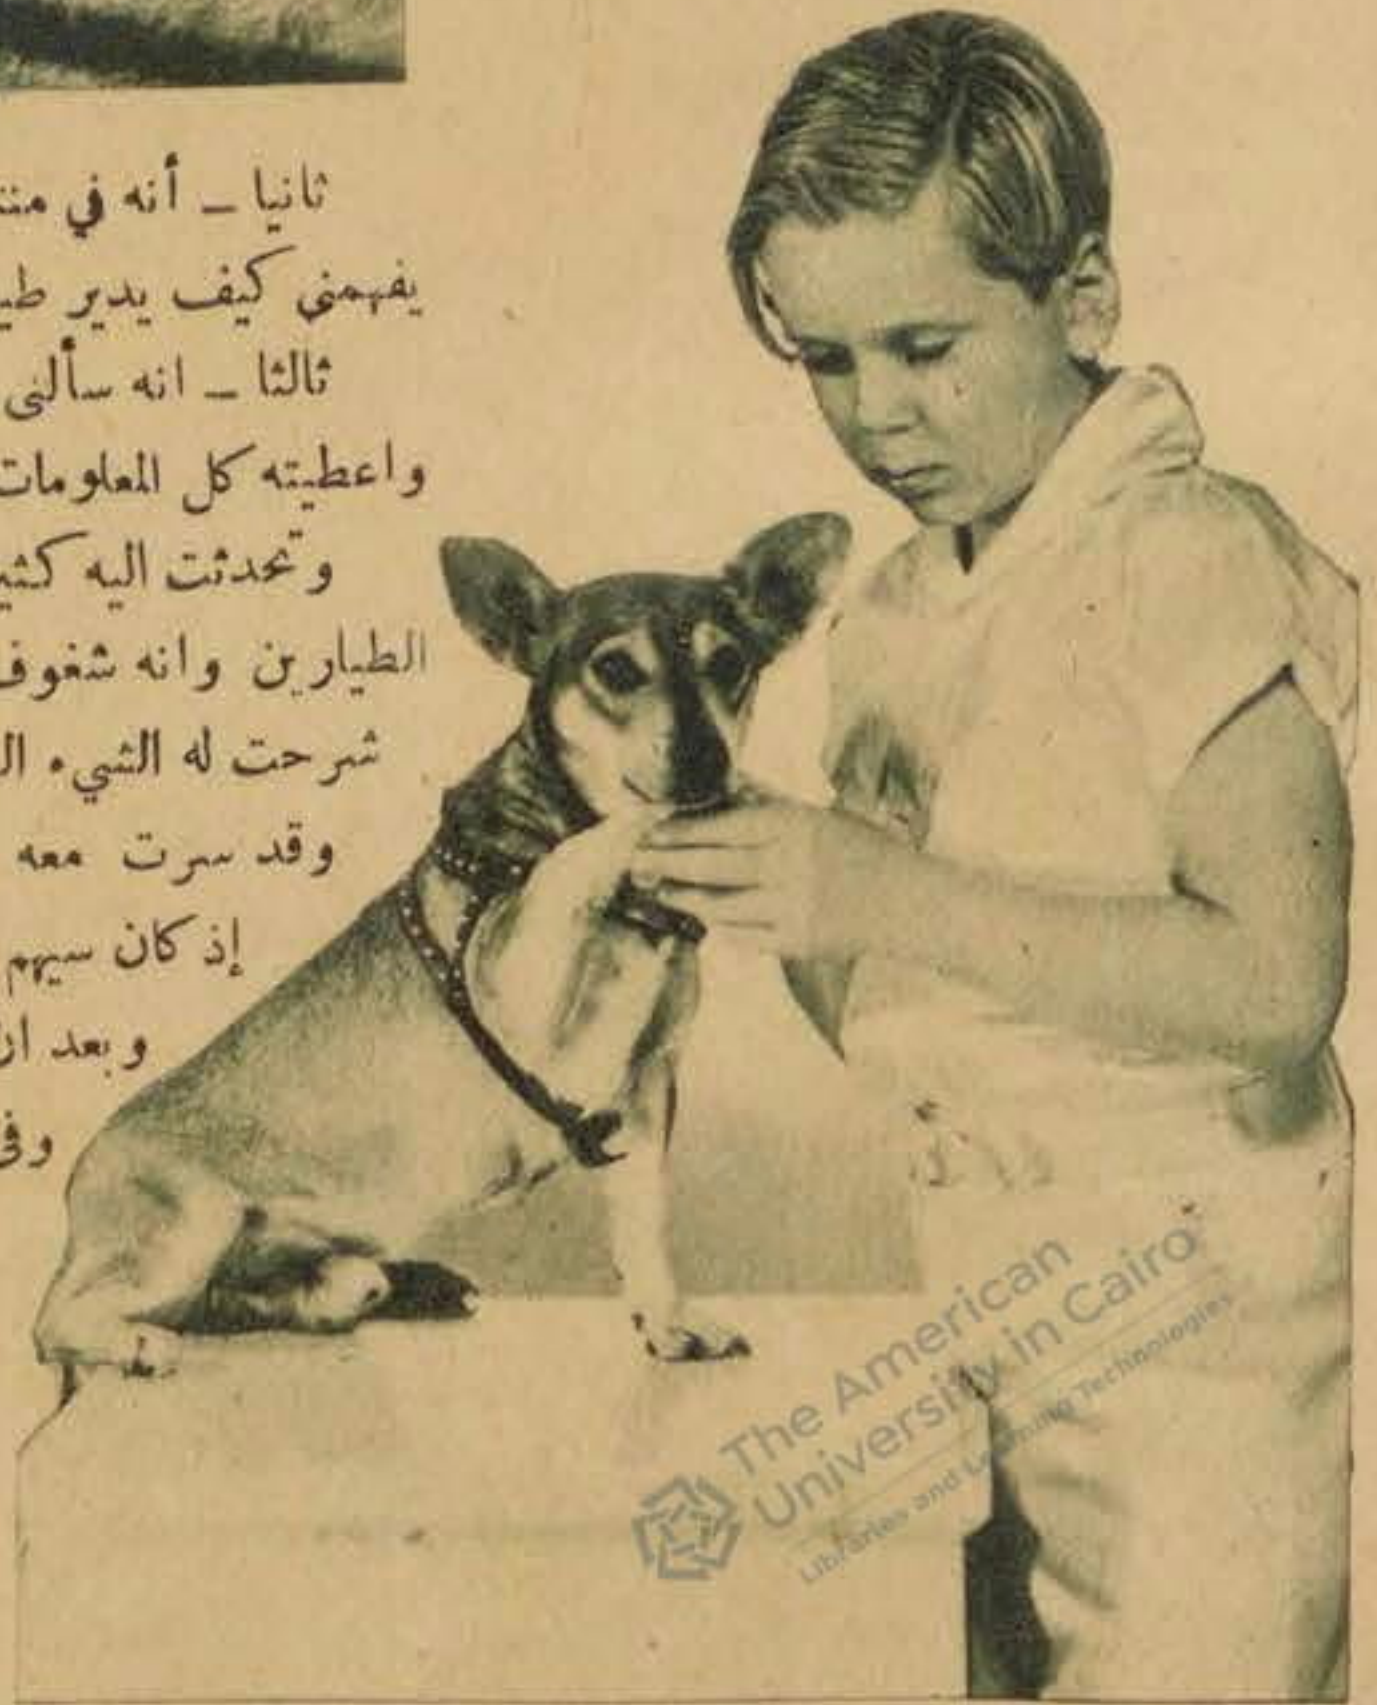 ثانيا — أنه في
يفهمني كيف يدير
ثالثا — انه سألني
واعطيته كل المعلومات
وتحدثت اليه
الطيارين وانه شغوف
شرحت له الشيء
وقد سرت معه
إذ كان سيهم
وبعد
وفي
The American
University in Cairo
Libraries and Learning Technologies